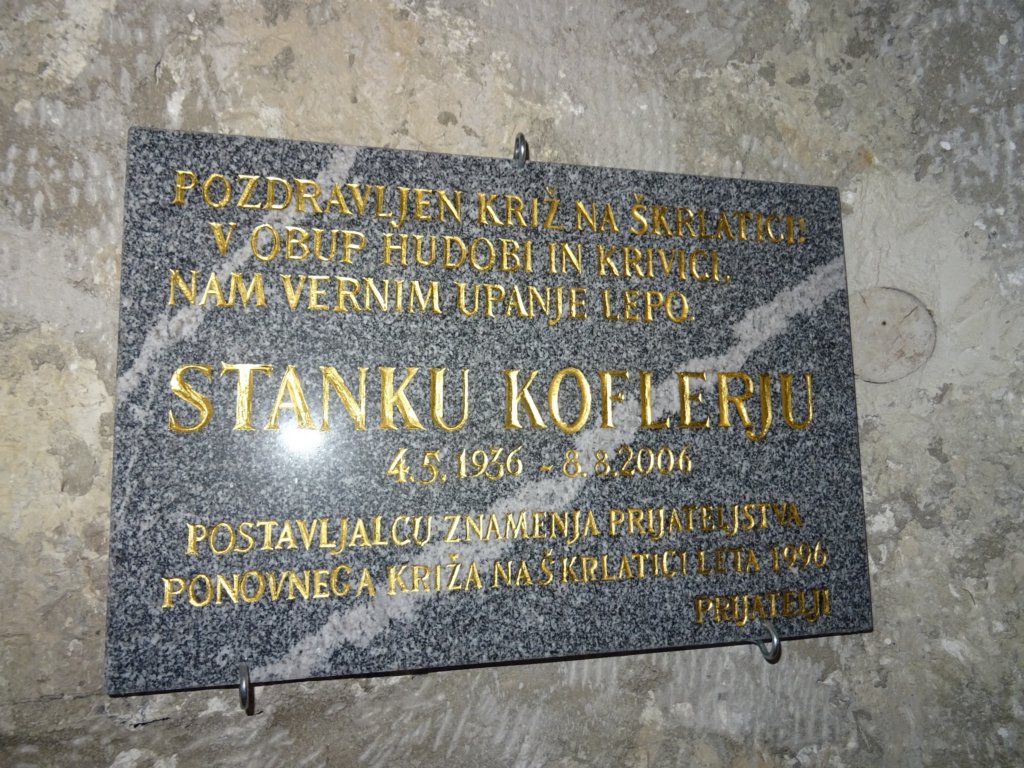 POZDRAVLJEN KRIŽ NA ŠKRLATICI!
V OBUP HUDOBI IN KRIVICI,
NAM VERNIM UPANJE LEPO.
STANKU KOFLERJU
4.5.1936 - 8.8.2006
POSTAVLJALCU ZNAMENJA PRIJATELJSTVA
PONOVNEGA KRIŽA NA ŠKRLATICI LETA 1996
PRIJATELJI